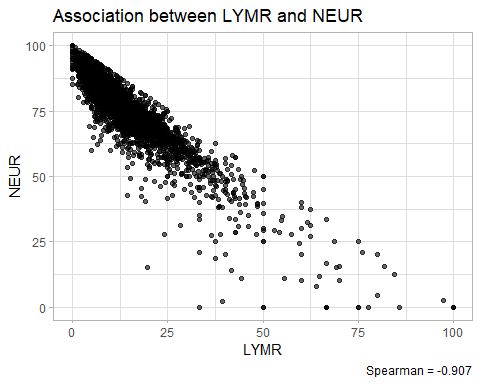 Association between LYMR and NEUR
100
75
50
25
0
NEUR
0 25 50 75 100
LYMR
Spearman = -0.907